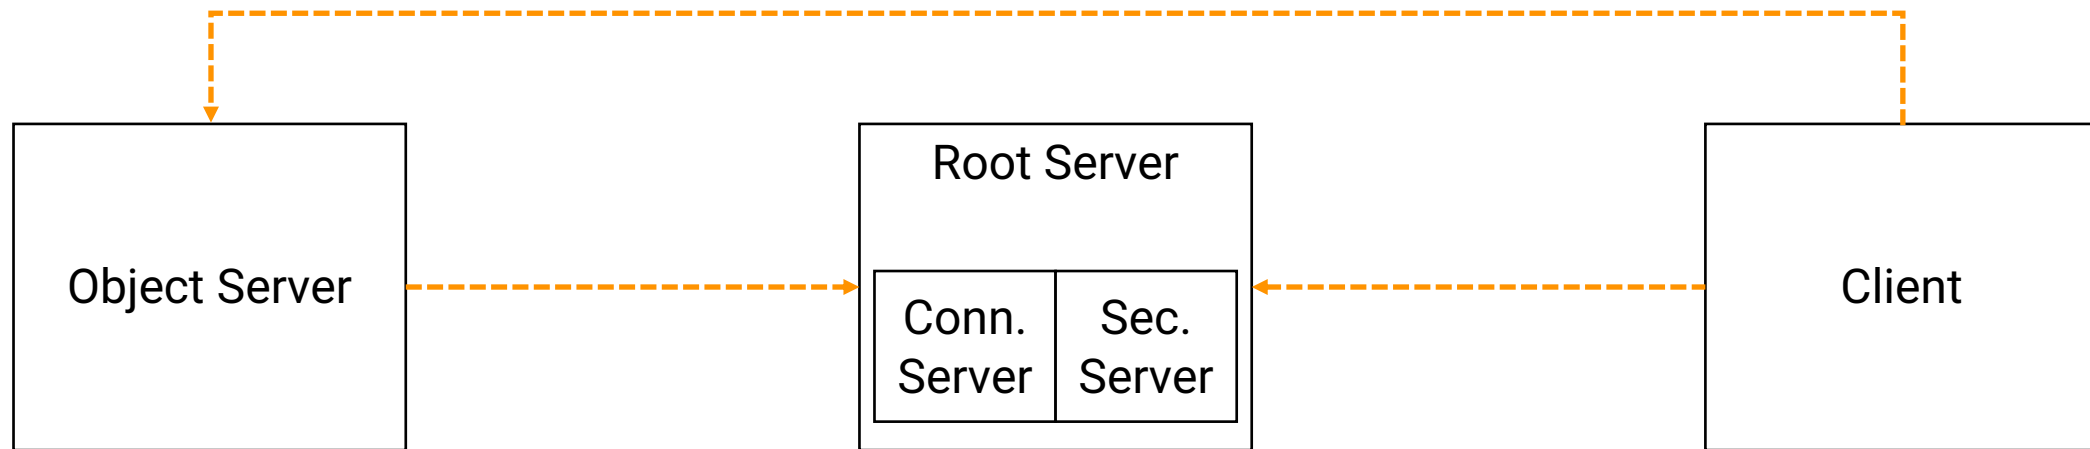 Root Server
Object Server
Conn.
Server
Sec.
Server
Client